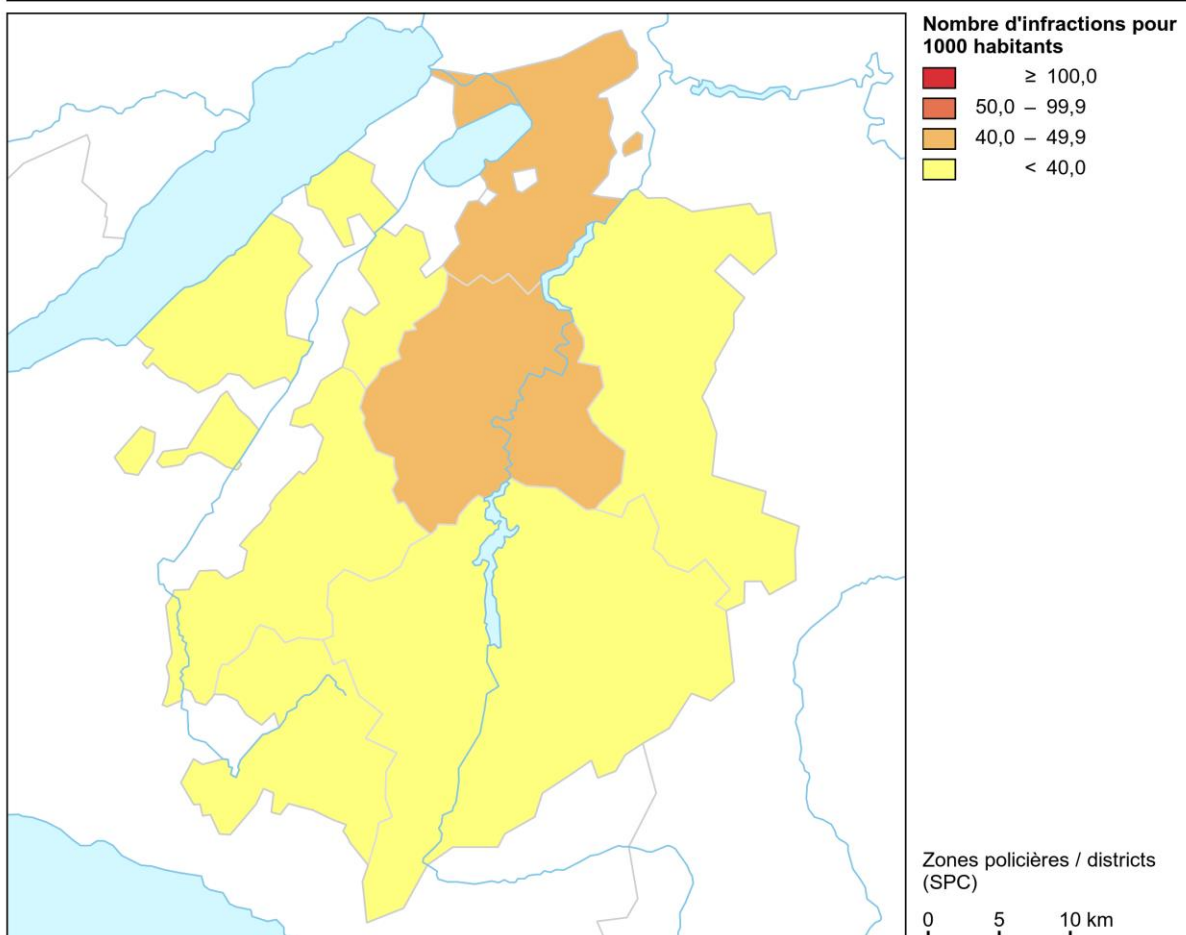 Nombre d'infractions pour
1000 habitants
≥ 100,0
50,0 – 99,9
40,0 – 49,9
< 40,0
Zones policières / districts
(SPC)
0 5 10 km